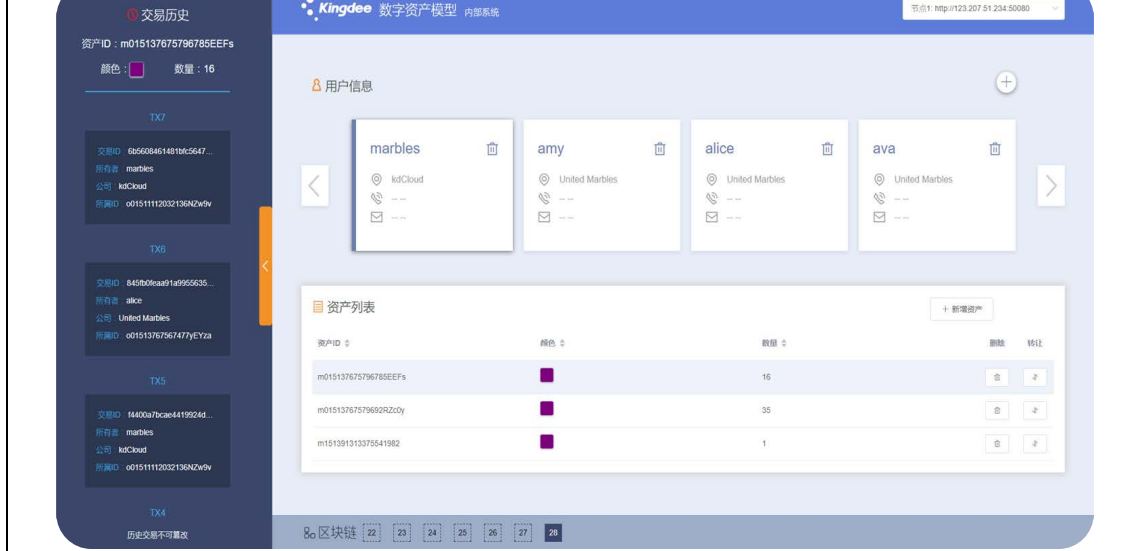 交易历史
资产ID：m015137675796785EEFs
颜色： 数量：16
TX7
交易ID 6b5608461481bfc5647...
所有者 marbles
公司 kdCloud
所属ID o01511112032136NZw9v
TX6
交易ID 845fb0feaa91a9955635...
所有者 alice
公司 United Marbles
所属ID o01513767567477yEYza
TX5
交易ID f4400a7bcae4419924d...
所有者 marbles
公司 kdCloud
所属ID o01511112032136NZw9v
TX4
历史交易不可篡改
Kingdee 数字资产模型 内部系统
节点1: http://123.207.51.234:50080
用户信息
marbles
kdCloud
-- --
-- --
amy
United Marbles
-- --
-- --
alice
United Marbles
-- --
-- --
ava
United Marbles
-- --
-- --
资产列表
+ 新增资产
资产ID 颜色 数量 删除 转让
m015137675796785EEFs 16
m01513767579692RZc0y 35
m151391313375541982 1
区块链 22 23 24 25 26 27 28